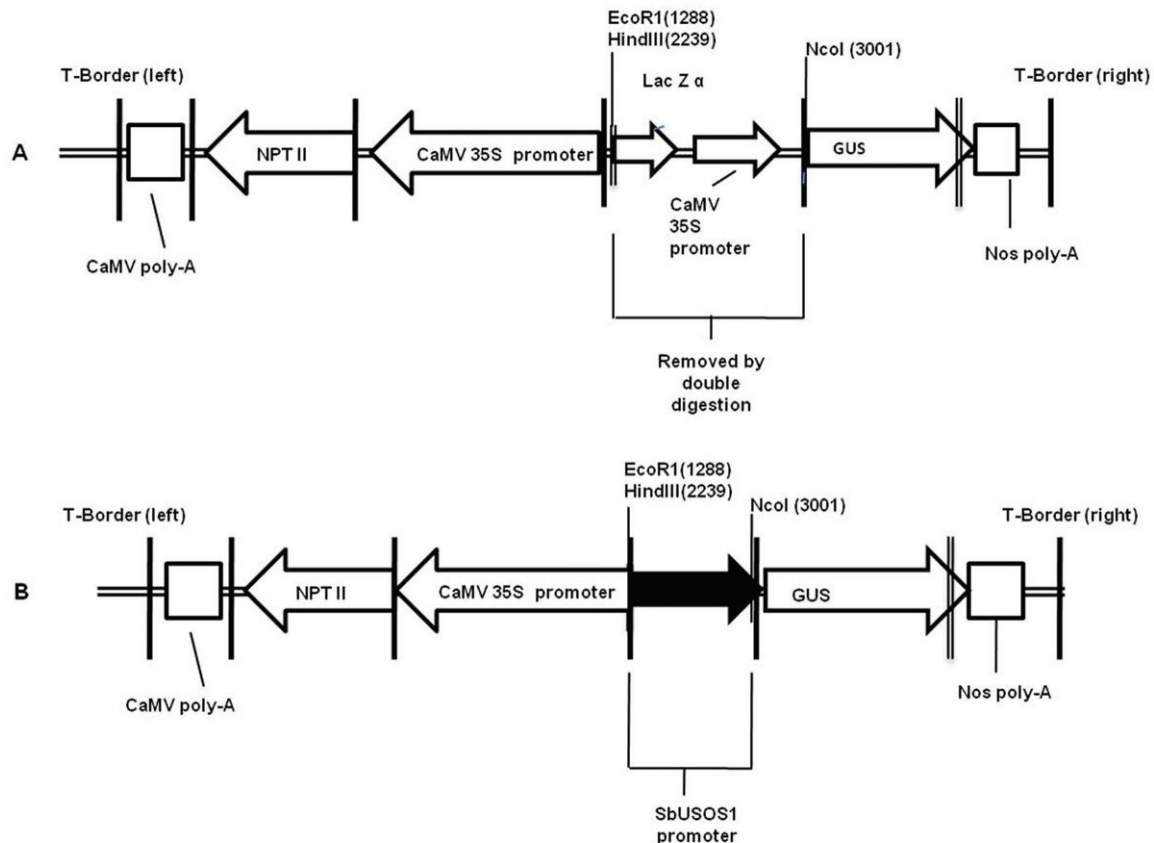 EcoR1(1288)
HindIII(2239)
NcoI (3001)
T-Border (left)
Lac Z α
T-Border (right)
A
NPT II
CaMV 35S promoter
GUS
CaMV
35S
promoter
CaMV poly-A
Nos poly-A
Removed by
double
digestion
EcoR1(1288)
HindIII(2239)
NcoI (3001)
T-Border (left)
T-Border (right)
B
NPT II
CaMV 35S promoter
GUS
CaMV poly-A
Nos poly-A
SbUSOS1
promoter